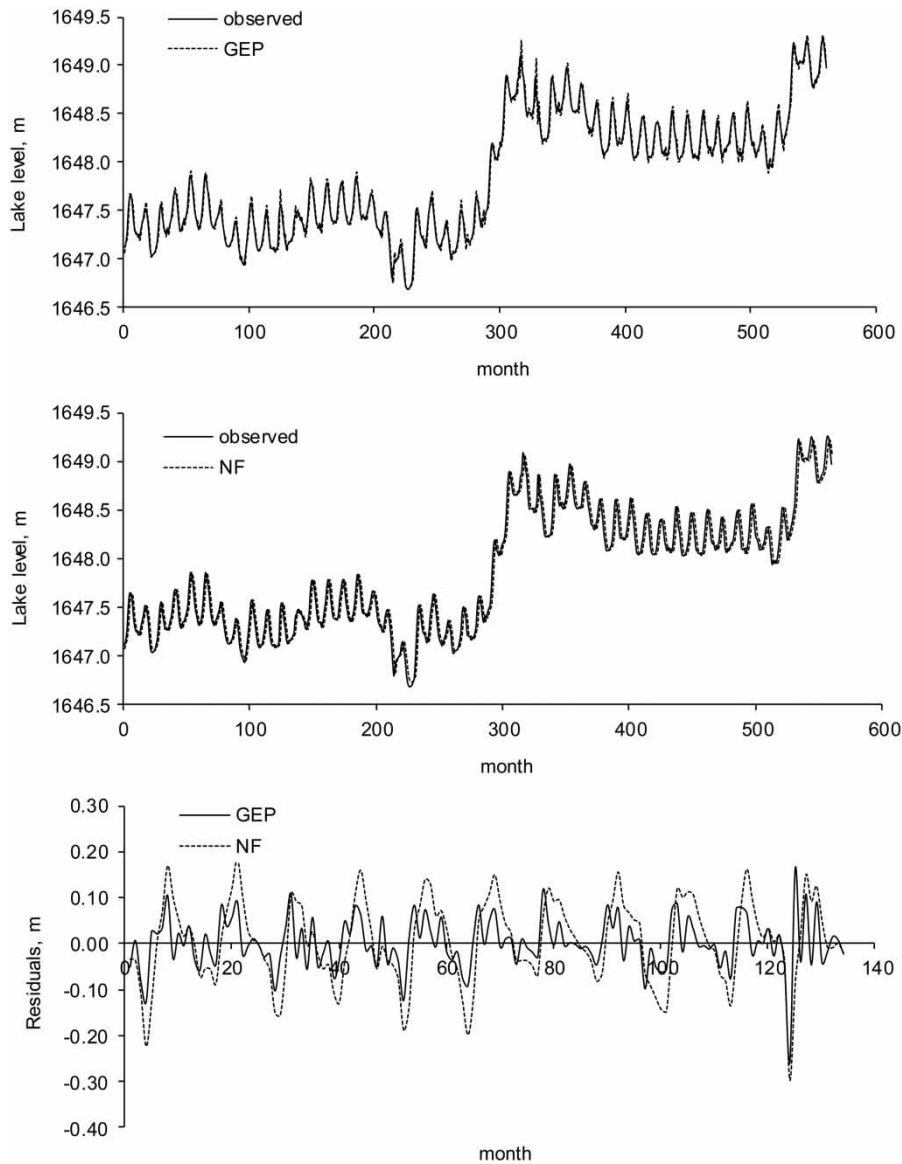 1649.5
observed
GEP
1649.0
1648.5
1648.0
1647.5
1647.0
1646.5
Lake level, m
0 100 200 300 400 500 600
month
1649.5
observed
NF
1649.0
1648.5
1648.0
1647.5
1647.0
1646.5
Lake level, m
0 100 200 300 400 500 600
month
0.30
GEP
NF
0.20
0.10
0.00
-0.10
-0.20
-0.30
-0.40
Residuals, m
0 20 40 60 80 100 120 140
month